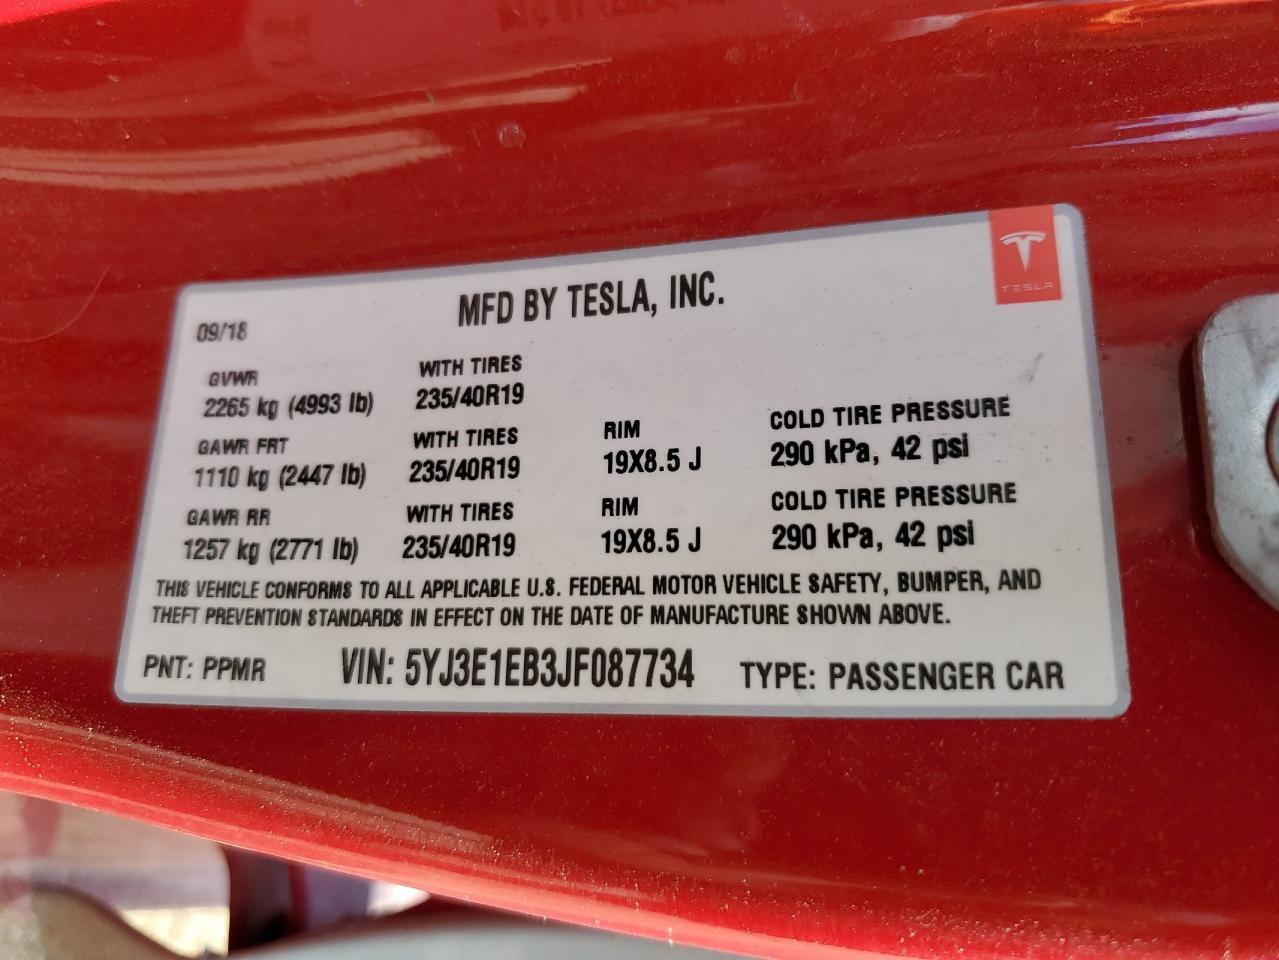 TESLA
MFD BY TESLA, INC.
09/18
GVWR WITH TIRES
2265 kg (4993 lb) 235/40R19
GAWR FRT WITH TIRES RIM COLD TIRE PRESSURE
1110 kg (2447 lb) 235/40R19 19X8.5 J 290 kPa, 42 psi
GAWR RR WITH TIRES RIM COLD TIRE PRESSURE
1257 kg (2771 lb) 235/40R19 19X8.5 J 290 kPa, 42 psi
THIS VEHICLE CONFORMS TO ALL APPLICABLE U.S. FEDERAL MOTOR VEHICLE SAFETY, BUMPER, AND
THEFT PREVENTION STANDARDS IN EFFECT ON THE DATE OF MANUFACTURE SHOWN ABOVE.
PNT: PPMR VIN: 5YJ3E1EB3JF087734 TYPE: PASSENGER CAR